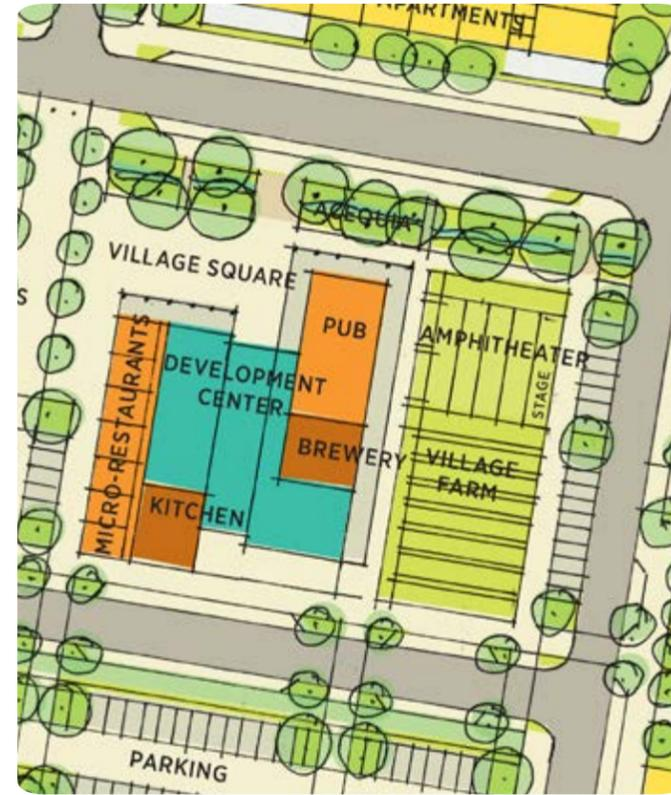 APARTMENTS
ACEQUIA
VILLAGE SQUARE
S
PUB
AMPHITHEATER
STAGE
MICRO-RESTAURANTS
DEVELOPMENT
CENTER
BREWERY
VILLAGE
FARM
KITCHEN
PARKING